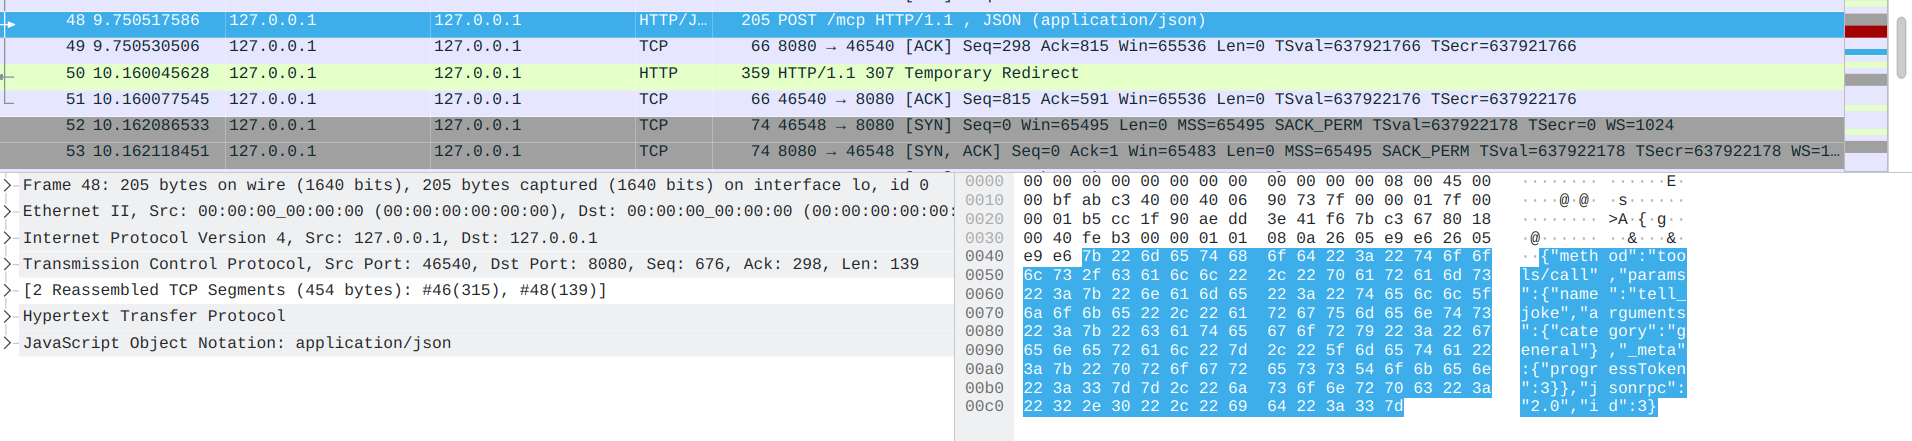 48 9.750517586 127.0.0.1 127.0.0.1 HTTP/J… 205 POST /mcp HTTP/1.1 , JSON (application/json)
49 9.750530506 127.0.0.1 127.0.0.1 TCP 66 8080 → 46540 [ACK] Seq=298 Ack=815 Win=65536 Len=0 TSval=637921766 TSecr=637921766
50 10.160045628 127.0.0.1 127.0.0.1 HTTP 359 HTTP/1.1 307 Temporary Redirect
51 10.160077545 127.0.0.1 127.0.0.1 TCP 66 46540 → 8080 [ACK] Seq=815 Ack=591 Win=65536 Len=0 TSval=637922176 TSecr=637922176
52 10.162086533 127.0.0.1 127.0.0.1 TCP 74 46548 → 8080 [SYN] Seq=0 Win=65495 Len=0 MSS=65495 SACK_PERM TSval=637922178 TSecr=0 WS=1024
53 10.162118451 127.0.0.1 127.0.0.1 TCP 74 8080 → 46548 [SYN, ACK] Seq=0 Ack=1 Win=65483 Len=0 MSS=65495 SACK_PERM TSval=637922178 TSecr=637922178 WS=1…
Frame 48: 205 bytes on wire (1640 bits), 205 bytes captured (1640 bits) on interface lo, id 0
Ethernet II, Src: 00:00:00_00:00:00 (00:00:00:00:00:00), Dst: 00:00:00_00:00:00 (00:00:00:00:00:
Internet Protocol Version 4, Src: 127.0.0.1, Dst: 127.0.0.1
Transmission Control Protocol, Src Port: 46540, Dst Port: 8080, Seq: 676, Ack: 298, Len: 139
[2 Reassembled TCP Segments (454 bytes): #46(315), #48(139)]
Hypertext Transfer Protocol
JavaScript Object Notation: application/json
0000 00 00 00 00 00 00 00 00 00 00 00 00 08 00 45 00 ········ ······E·
0010 00 bf ab c3 40 00 40 06 90 73 7f 00 00 01 7f 00 ····@·@· ·s······
0020 00 01 b5 cc 1f 90 ae dd 3e 41 f6 7b c3 67 80 18 ········ >A·{·g··
0030 00 40 fe b3 00 00 01 01 08 0a 26 05 e9 e6 26 05 ·@······ ··&···&·
0040 e9 e6 7b 22 6d 65 74 68 6f 64 22 3a 22 74 6f 6f ··{"meth od":"too
0050 6c 73 2f 63 61 6c 6c 22 2c 22 70 61 72 61 6d 73 ls/call" ,"params
0060 22 3a 7b 22 6e 61 6d 65 22 3a 22 74 65 6c 6c 5f ":{"name ":"tell_
0070 6a 6f 6b 65 22 2c 22 61 72 67 75 6d 65 6e 74 73 joke","a rguments
0080 22 3a 7b 22 63 61 74 65 67 6f 72 79 22 3a 22 67 ":{"cate gory":"g
0090 65 6e 65 72 61 6c 22 7d 2c 22 5f 6d 65 74 61 22 eneral"} ,"_meta"
00a0 3a 7b 22 70 72 6f 67 72 65 73 73 54 6f 6b 65 6e :{"progr essToken
00b0 22 3a 33 7d 7d 2c 22 6a 73 6f 6e 72 70 63 22 3a ":3}},"j sonrpc":
00c0 22 32 2e 30 22 2c 22 69 64 22 3a 33 7d "2.0","i d":3}